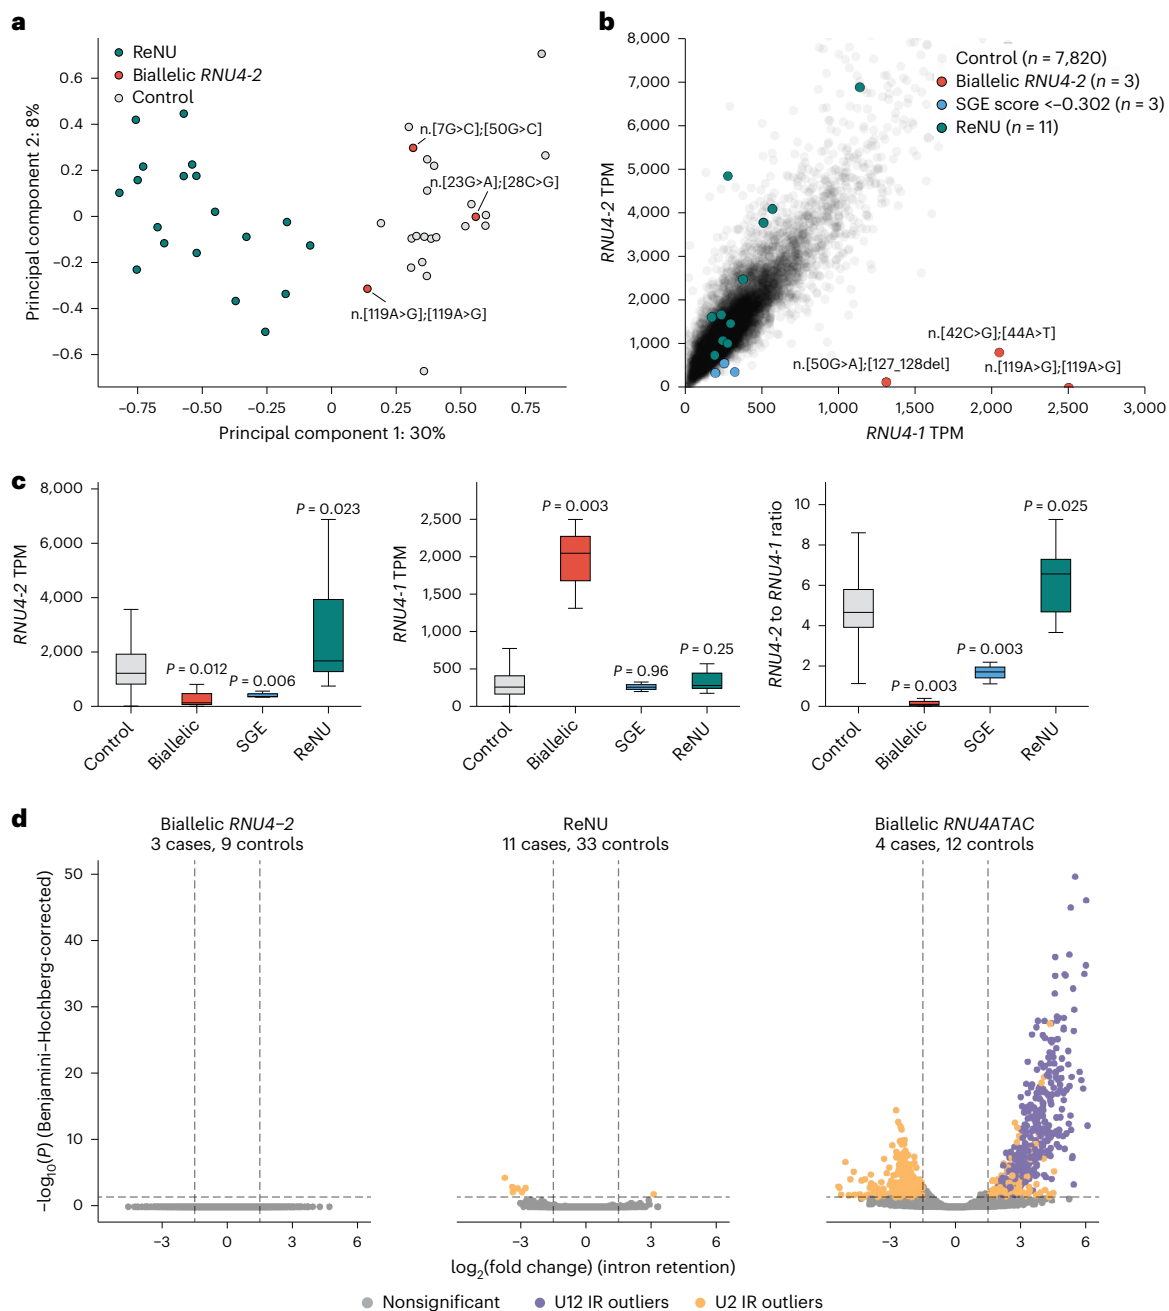 a
ReNU
Biallelic RNU4-2
Control
0.6
0.4
0.2
0
−0.2
−0.4
−0.6
Principal component 2: 8%
n.[7G>C];[50G>C]
n.[23G>A];[28C>G]
n.[119A>G];[119A>G]
−0.75
−0.50
−0.25
0
0.25
0.50
0.75
Principal component 1: 30%
b
8,000
7,000
6,000
5,000
4,000
3,000
2,000
1,000
0
RNU4-2 TPM
Control (n = 7,820)
Biallelic RNU4-2 (n = 3)
SGE score <−0.302 (n = 3)
ReNU (n = 11)
n.[42C>G];[44A>T]
n.[50G>A];[127_128del]
n.[119A>G];[119A>G]
0
500
1,000
1,500
2,000
2,500
3,000
RNU4-1 TPM
c
8,000
6,000
4,000
2,000
0
RNU4-2 TPM
P = 0.012
P = 0.006
P = 0.023
Control
Biallelic
SGE
ReNU
2,500
2,000
1,500
1,000
500
0
RNU4-1 TPM
P = 0.003
P = 0.96
P = 0.25
Control
Biallelic
SGE
ReNU
10
8
6
4
2
0
RNU4-2 to RNU4-1 ratio
P = 0.003
P = 0.003
P = 0.025
Control
Biallelic
SGE
ReNU
d
Biallelic RNU4−2
3 cases, 9 controls
ReNU
11 cases, 33 controls
Biallelic RNU4ATAC
4 cases, 12 controls
50
40
30
20
10
0
−log10(P) (Benjamini−Hochberg-corrected)
−3
0
3
6
−3
0
3
6
−3
0
3
6
log2(fold change) (intron retention)
Nonsignificant
U12 IR outliers
U2 IR outliers